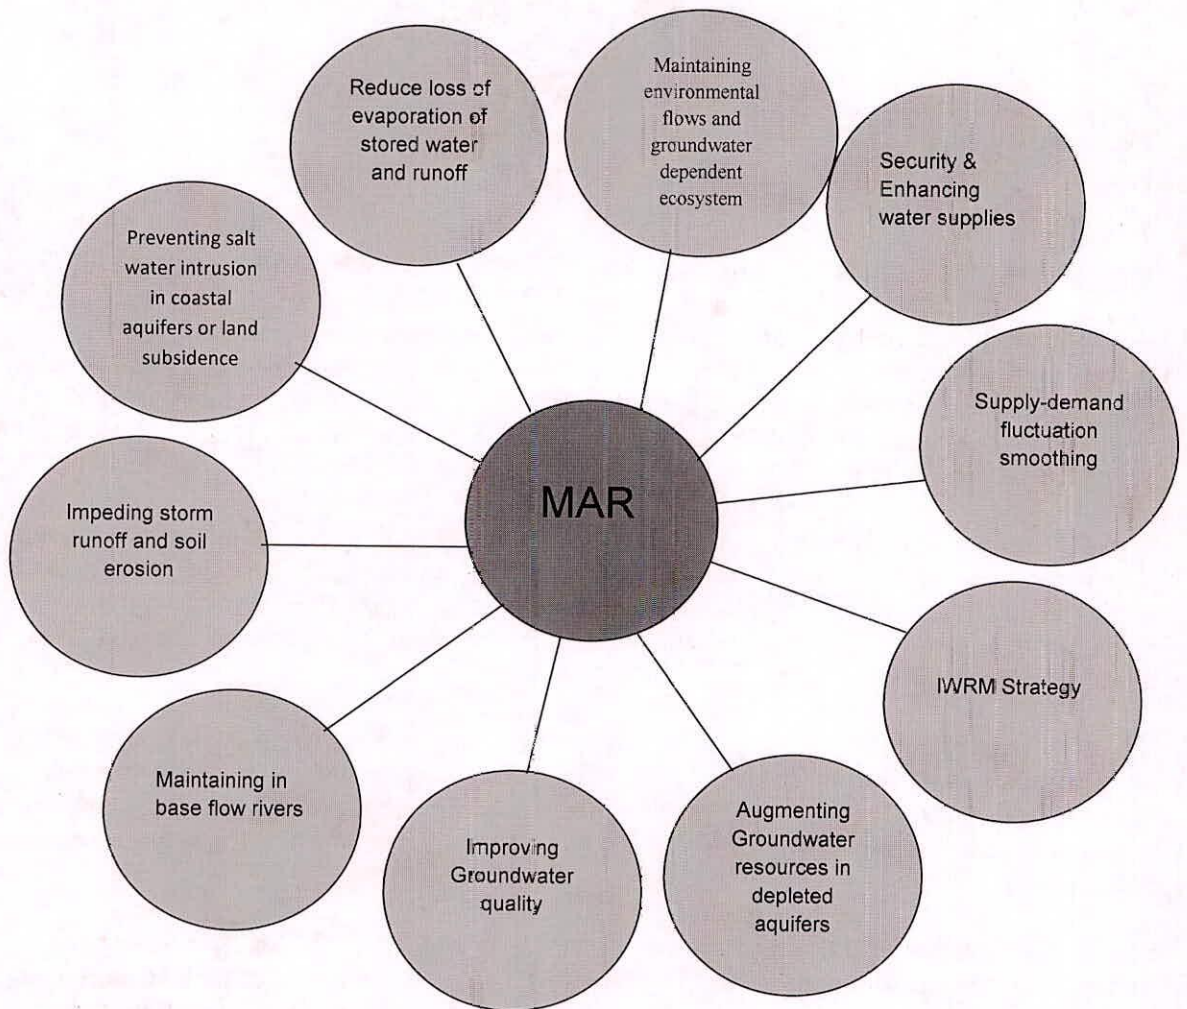 Reduce loss of
evaporation of
stored water
and runoff
Maintaining
environmental
flows and
groundwater
dependent
ecosystem
Security &
Enhancing
water supplies
Preventing salt
water intrusion
in coastal
aquifers or land
subsidence
Supply-demand
fluctuation
smoothing
MAR
Impeding storm
runoff and soil
erosion
IWRM Strategy
Maintaining in
base flow rivers
Improving
Groundwater
quality
Augmenting
Groundwater
resources in
depleted
aquifers